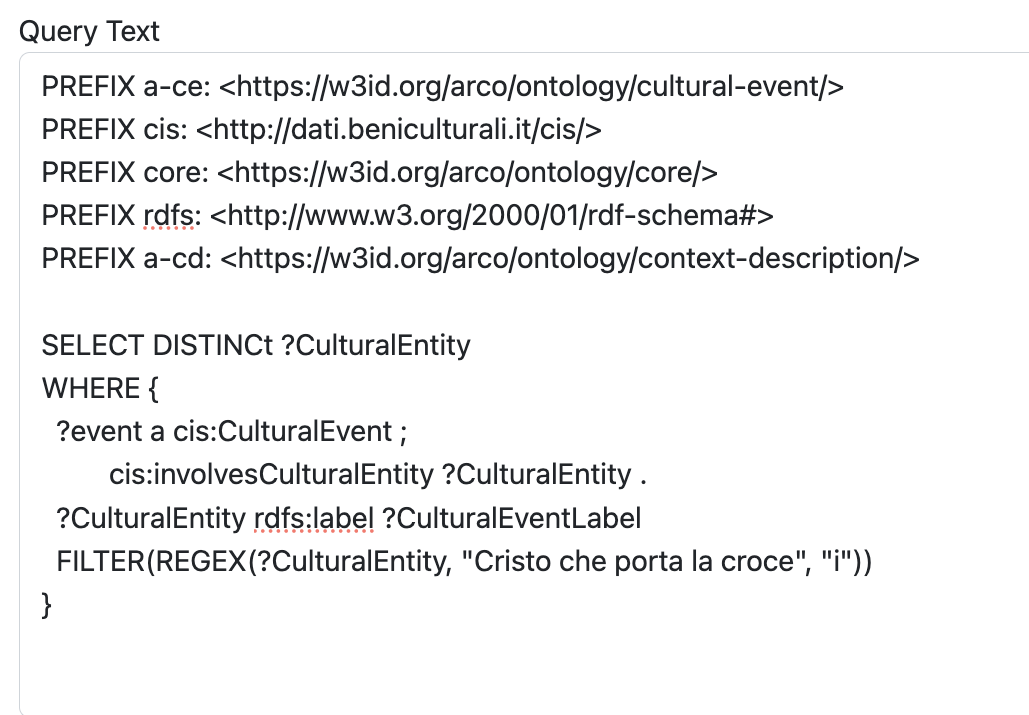 Query Text
PREFIX a-ce: <https://w3id.org/arco/ontology/cultural-event/>
PREFIX cis: <http://dati.beniculturali.it/cis/>
PREFIX core: <https://w3id.org/arco/ontology/core/>
PREFIX rdfs: <http://www.w3.org/2000/01/rdf-schema#>
PREFIX a-cd: <https://w3id.org/arco/ontology/context-description/>

SELECT DISTINCt ?CulturalEntity
WHERE {
  ?event a cis:CulturalEvent ;
         cis:involvesCulturalEntity ?CulturalEntity .
  ?CulturalEntity rdfs:label ?CulturalEventLabel
  FILTER(REGEX(?CulturalEntity, "Cristo che porta la croce", "i"))
}